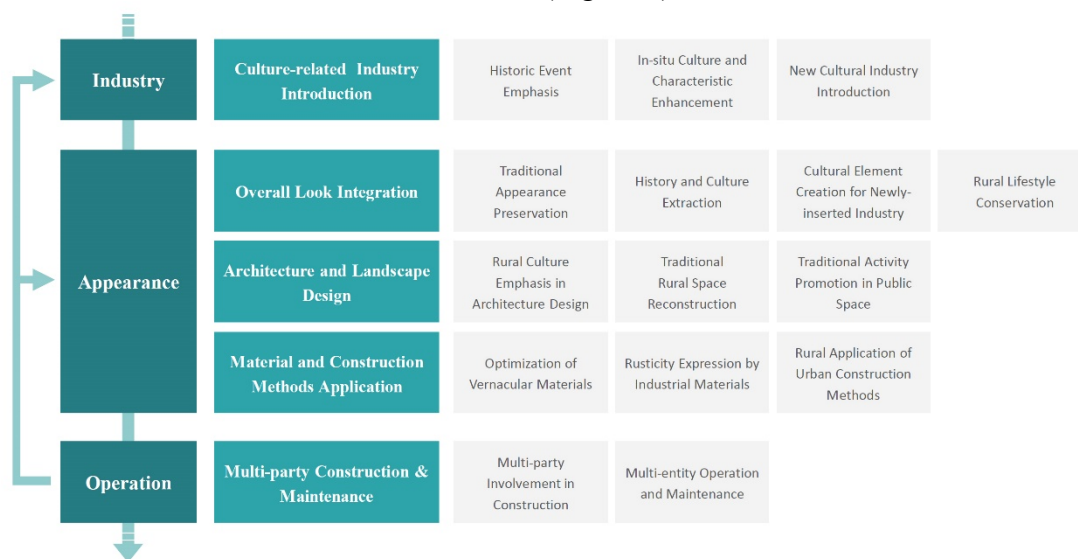 Industry
Culture-related Industry
Introduction
Historic Event
Emphasis
In-situ Culture and
Characteristic
Enhancement
New Cultural Industry
Introduction
Appearance
Overall Look Integration
Traditional
Appearance
Preservation
History and Culture
Extraction
Cultural Element
Creation for Newly-
inserted Industry
Rural Lifestyle
Conservation
Architecture and Landscape
Design
Rural Culture
Emphasis in
Architecture Design
Traditional
Rural Space
Reconstruction
Traditional Activity
Promotion in Public
Space
Material and Construction
Methods Application
Optimization of
Vernacular Materials
Rusticity Expression by
Industrial Materials
Rural Application of
Urban Construction
Methods
Operation
Multi-party Construction &
Maintenance
Multi-party
Involvement in
Construction
Multi-entity Operation
and Maintenance